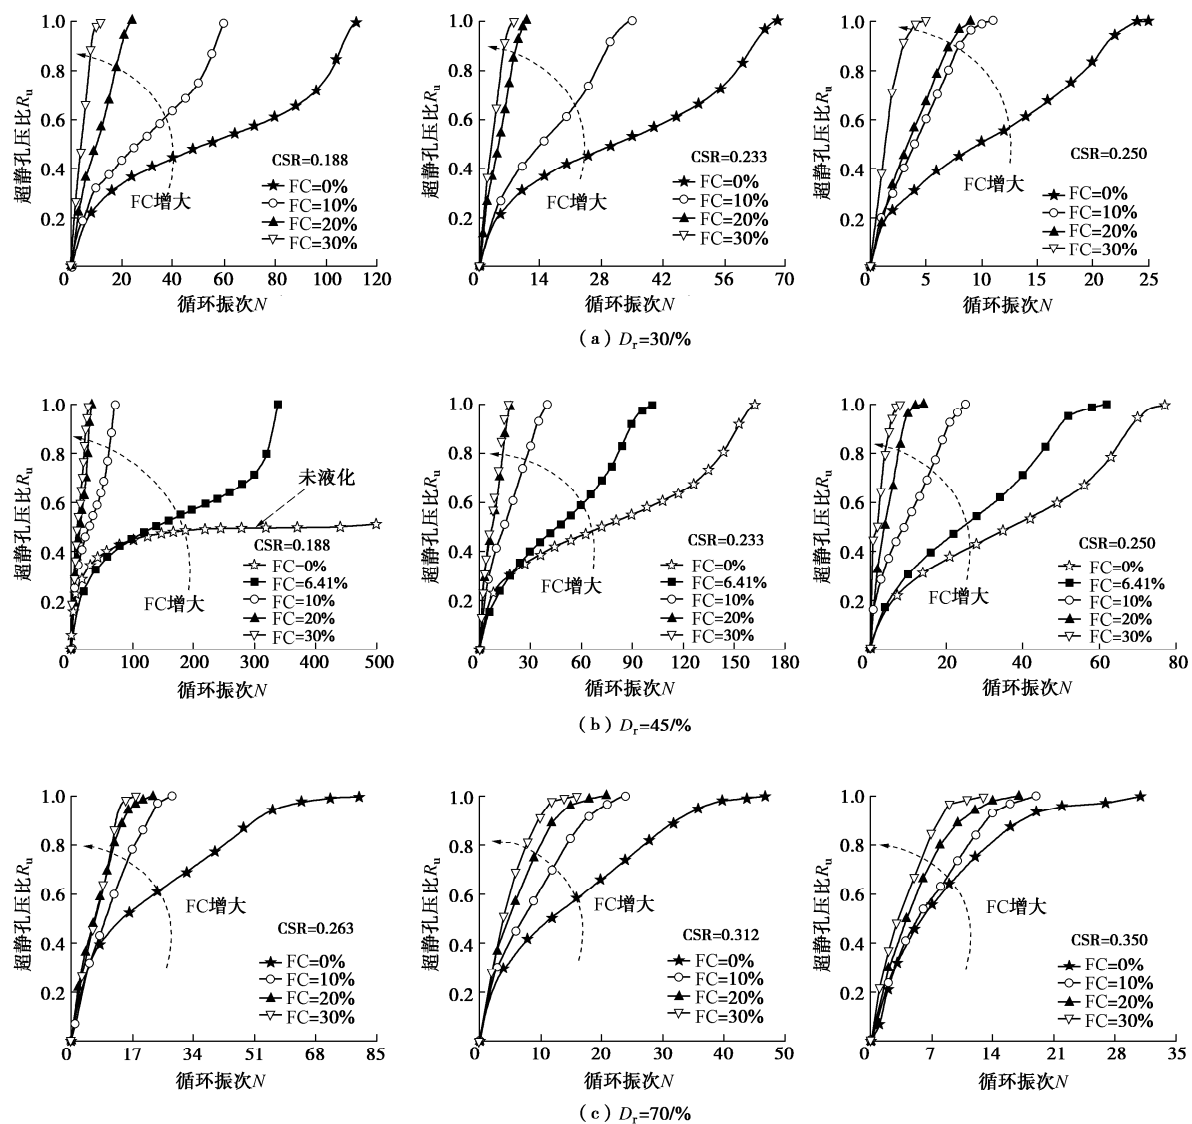 超静孔压比Ru
1.0
0.8
0.6
0.4
0.2
0
20
40
60
80
100
120
循环振次N
CSR=0.188
FC=0%
FC=10%
FC=20%
FC=30%
FC增大
超静孔压比Ru
1.0
0.8
0.6
0.4
0.2
0
14
28
42
56
70
循环振次N
CSR=0.233
FC=0%
FC=10%
FC=20%
FC=30%
FC增大
超静孔压比Ru
1.0
0.8
0.6
0.4
0.2
0
5
10
15
20
25
循环振次N
CSR=0.250
FC=0%
FC=10%
FC=20%
FC=30%
FC增大
（a）Dr=30/%
超静孔压比Ru
1.0
0.8
0.6
0.4
0.2
0
100
200
300
400
500
循环振次N
未液化
CSR=0.188
FC-0%
FC=6.41%
FC=10%
FC=20%
FC=30%
FC增大
超静孔压比Ru
1.0
0.8
0.6
0.4
0.2
0
30
60
90
120
150
180
循环振次N
CSR=0.233
FC=0%
FC=6.41%
FC=10%
FC=20%
FC=30%
FC增大
超静孔压比Ru
1.0
0.8
0.6
0.4
0.2
0
20
40
60
80
循环振次N
CSR=0.250
FC=0%
FC=6.41%
FC=10%
FC=20%
FC=30%
FC增大
（b）Dr=45/%
超静孔压比Ru
1.0
0.8
0.6
0.4
0.2
0
17
34
51
68
85
循环振次N
FC增大
CSR=0.263
FC=0%
FC=10%
FC=20%
FC=30%
超静孔压比Ru
1.0
0.8
0.6
0.4
0.2
0
10
20
30
40
50
循环振次N
FC增大
CSR=0.312
FC=0%
FC=10%
FC=20%
FC=30%
超静孔压比Ru
1.0
0.8
0.6
0.4
0.2
0
7
14
21
28
35
循环振次N
FC增大
CSR=0.350
FC=0%
FC=10%
FC=20%
FC=30%
（c）Dr=70/%